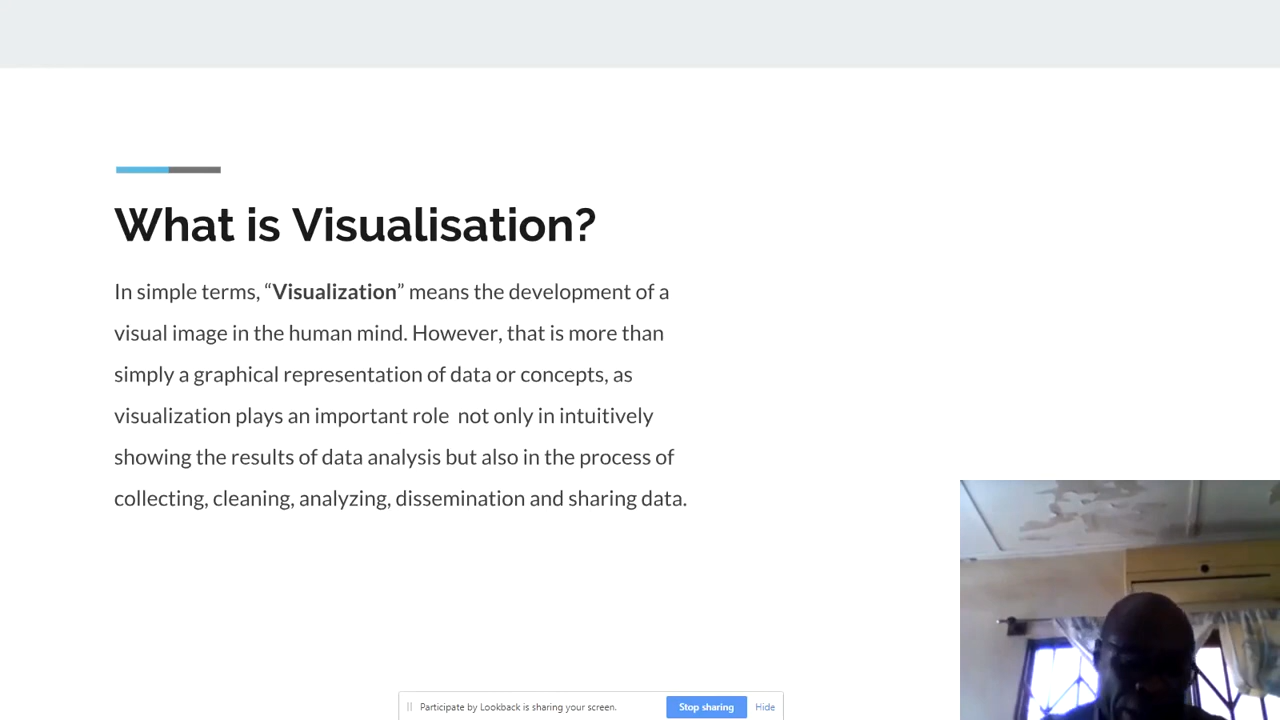 What is Visualisation?
In simple terms, “Visualization” means the development of a
visual image in the human mind. However, that is more than
simply a graphical representation of data or concepts, as
visualization plays an important role  not only in intuitively
showing the results of data analysis but also in the process of
collecting, cleaning, analyzing, dissemination and sharing data.
Participate by Lookback is sharing your screen. Stop sharing Hide